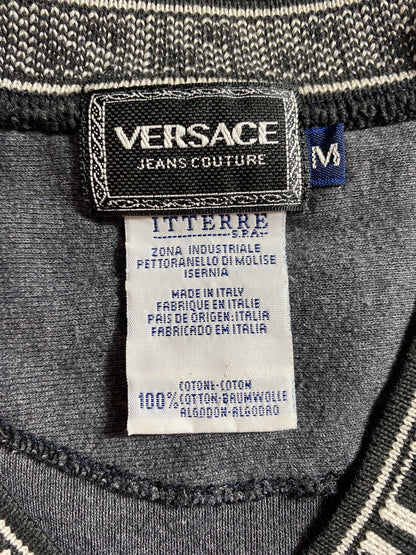 VERSACE
JEANS COUTURE
M
ITTERRE
S.P.A.
ZONA INDUSTRIALE
PETTORANELLO DI MOLISE
ISERNIA
MADE IN ITALY
FABRIQUE EN ITALIE
PAIS DE ORIGEN:ITALIA
FABRICADO EM ITALIA
COTONE-COTON
100% COTTON-BAUMWOLLE
ALGODON-ALGODRO